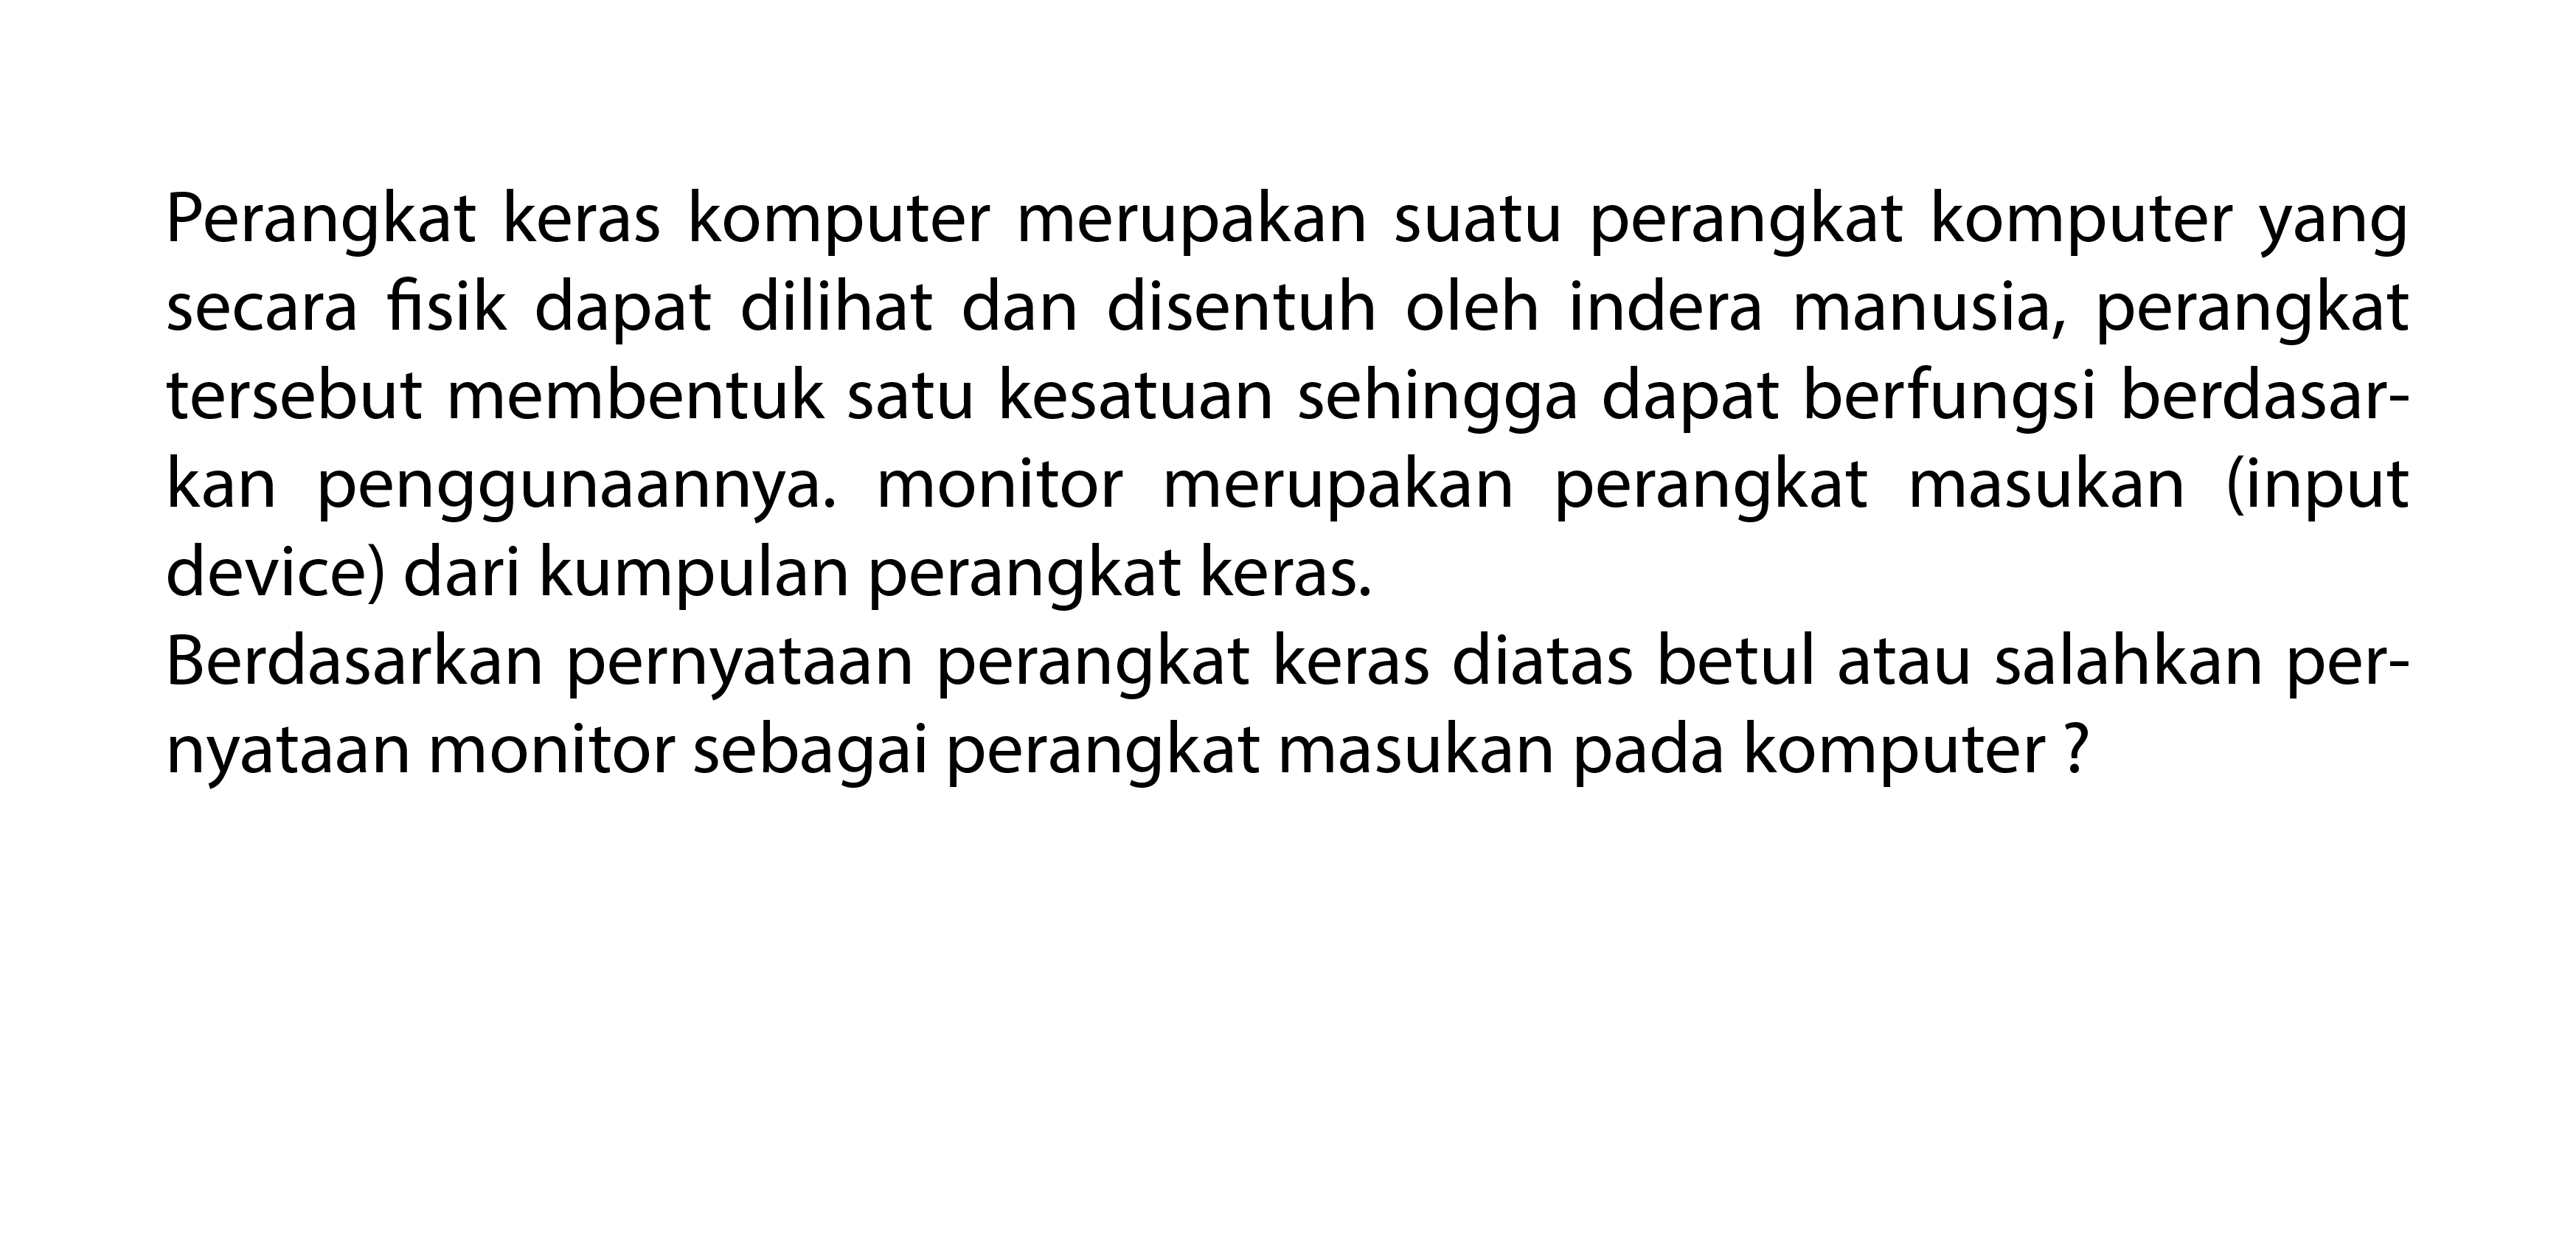 Perangkat keras komputer merupakan suatu perangkat komputer yang
secara fisik dapat dilihat dan disentuh oleh indera manusia, perangkat
tersebut membentuk satu kesatuan sehingga dapat berfungsi berdasar-
kan penggunaannya. monitor merupakan perangkat masukan (input
device) dari kumpulan perangkat keras.
Berdasarkan pernyataan perangkat keras diatas betul atau salahkan per-
nyataan monitor sebagai perangkat masukan pada komputer ?